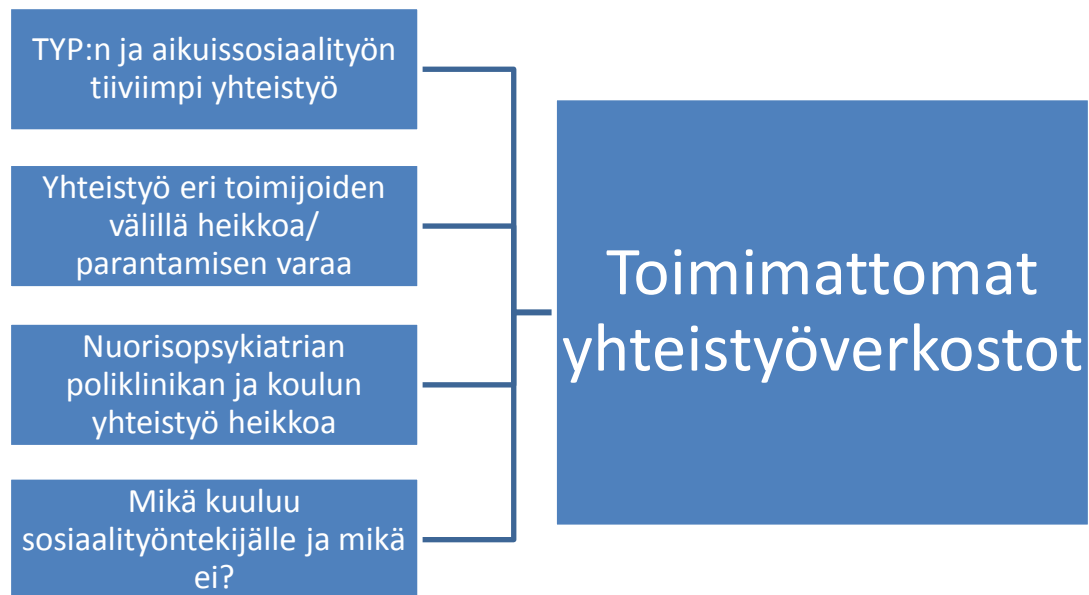 TYP:n ja aikuissosiaalityön
tiiviimpi yhteistyö
Yhteistyö eri toimijoiden
välillä heikkoa/
parantamisen varaa
Nuorisopsykiatrian
poliklinikan ja koulun
yhteistyö heikkoa
Mikä kuuluu
sosiaalityöntekijälle ja mikä
ei?
Toimimattomat
yhteistyöverkostot